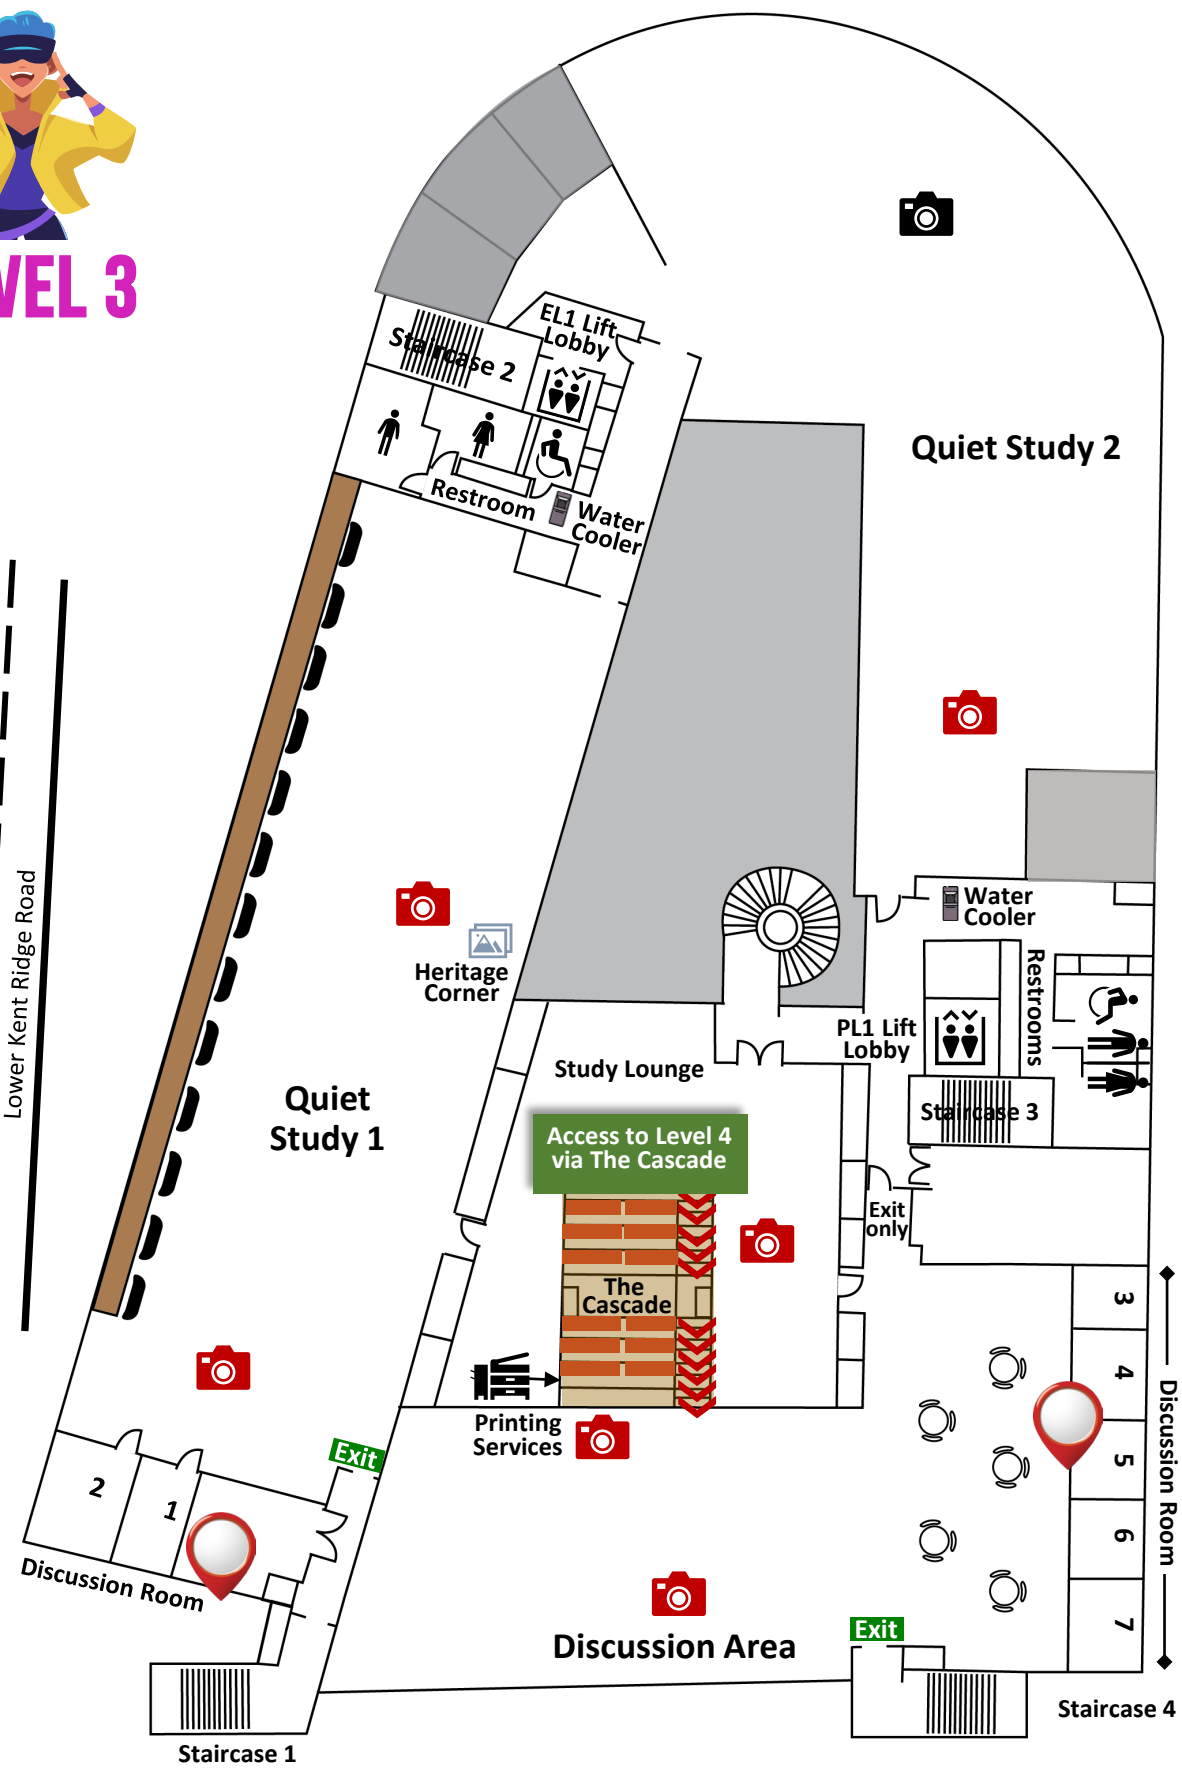 VEL 3
EL1 Lift
Lobby
Staircase 2
Quiet Study 2
Restroom
Water
Cooler
Lower Kent Ridge Road
Water
Cooler
Heritage
Corner
Restrooms
PL1 Lift
Lobby
Study Lounge
Quiet
Study 1
Staircase 3
Access to Level 4
via The Cascade
Exit
only
The
Cascade
3
4
5
6
7
Discussion Room
Printing
Services
Exit
2
1
Discussion Room
Exit
Discussion Area
Staircase 4
Staircase 1